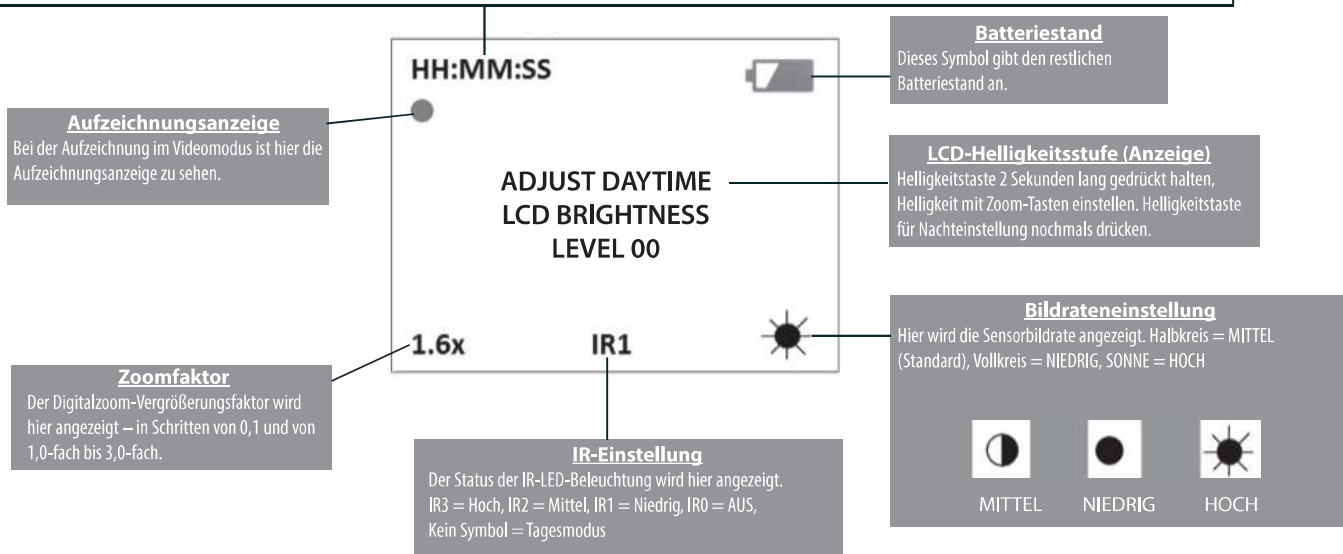 Batteriestand
Dieses Symbol gibt den restlichen
Batteriestand an.
HH:MM:SS
Aufzeichnungsanzeige
Bei der Aufzeichnung im Videomodus ist hier die
Aufzeichnungsanzeige zu sehen.
ADJUST DAYTIME
LCD BRIGHTNESS
LEVEL 00
LCD-Helligkeitsstufe (Anzeige)
Helligkeitstaste 2 Sekunden lang gedrückt halten,
Helligkeit mit Zoom-Tasten einstellen. Helligkeitstaste
für Nachteinstellung nochmals drücken.
1.6x
IR1
Bildrateneinstellung
Hier wird die Sensorbildrate angezeigt. Halbkreis = MITTEL
(Standard), Vollkreis = NIEDRIG, SONNE = HOCH
MITTEL
NIEDRIG
HOCH
Zoomfaktor
Der Digitalzoom-Vergrößerungsfaktor wird
hier angezeigt – in Schritten von 0,1 und von
1,0-fach bis 3,0-fach.
IR-Einstellung
Der Status der IR-LED-Beleuchtung wird hier angezeigt.
IR3 = Hoch, IR2 = Mittel, IR1 = Niedrig, IR0 = AUS,
Kein Symbol = Tagesmodus